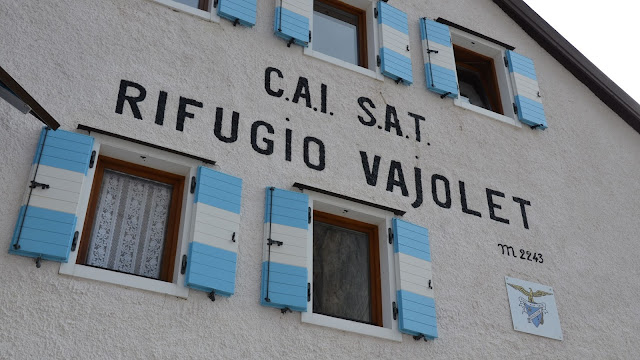 C.A.I. S.A.T.
RIFUGiO VAJOLET
M 2243